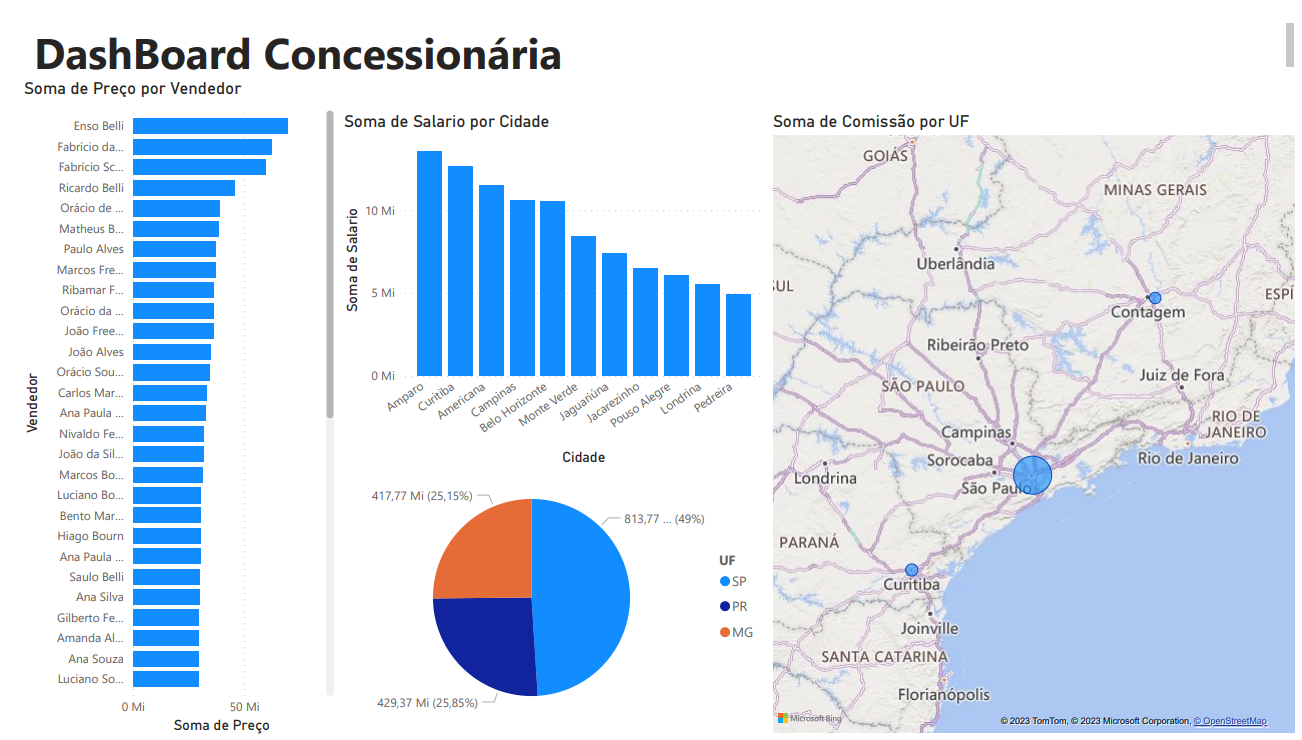 DashBoard Concessionária
Soma de Preço por Vendedor
Vendedor
Enso Belli
Fabricio da...
Fabrício Sc...
Ricardo Belli
Orácio de ...
Matheus B...
Paulo Alves
Marcos Fre...
Ribamar F...
Orácio da ...
João Free...
João Alves
Orácio Sou...
Carlos Mar...
Ana Paula ...
Nivaldo Fe...
João da Sil...
Marcos Bo...
Luciano Bo...
Bento Mar...
Hiago Bourn
Ana Paula ...
Saulo Belli
Ana Silva
Gilberto Fe...
Amanda Al...
Ana Souza
Luciano So...
0 Mi
50 Mi
Soma de Preço
Soma de Salario por Cidade
Soma de Salario
10 Mi
5 Mi
0 Mi
Amparo
Curitiba
Americana
Campinas
Belo Horizonte
Monte Verde
Jaguariúna
Jacarezinho
Pouso Alegre
Londrina
Pedreira
Cidade
417,77 Mi (25,15%)
813,77 ... (49%)
429,37 Mi (25,85%)
UF
SP
PR
MG
Soma de Comissão por UF
GOIÁS
MINAS GERAIS
Uberlândia
SUL
ESPÍ
Contagem
Ribeirão Preto
SÃO PAULO
Juiz de Fora
RIO DE
JANEIRO
Campinas
Rio de Janeiro
Sorocaba
Londrina
São Paulo
PARANÁ
Curitiba
Joinville
SANTA CATARINA
Florianópolis
Microsoft Bing
© 2023 TomTom, © 2023 Microsoft Corporation, © OpenStreetMap